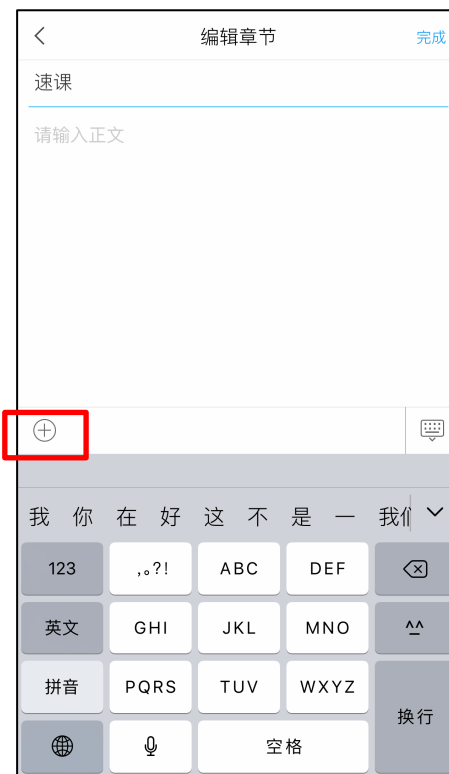 编辑章节 完成
速课
请输入正文
我 你 在 好 这 不 是 一 我们
123 ,。?! ABC DEF
英文 GHI JKL MNO ^^
拼音 PQRS TUV WXYZ
换行
空格